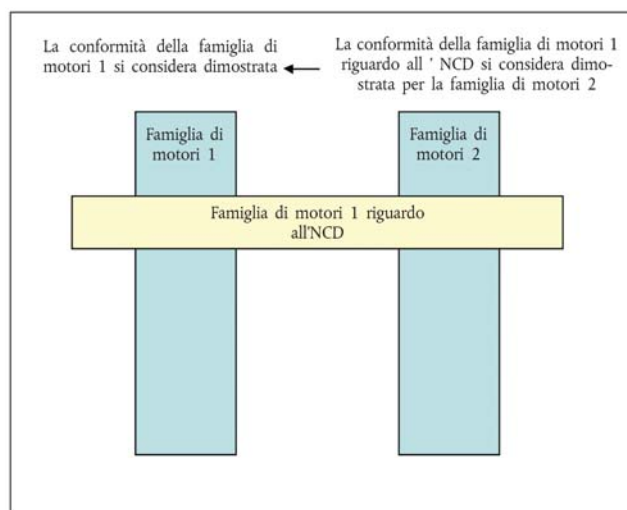 La conformità della famiglia di
motori 1 si considera dimostrata
La conformità della famiglia di motori 1
riguardo all ' NCD si considera dimo-
strata per la famiglia di motori 2
Famiglia di
motori 1
Famiglia di
motori 2
Famiglia di motori 1 riguardo
all'NCD